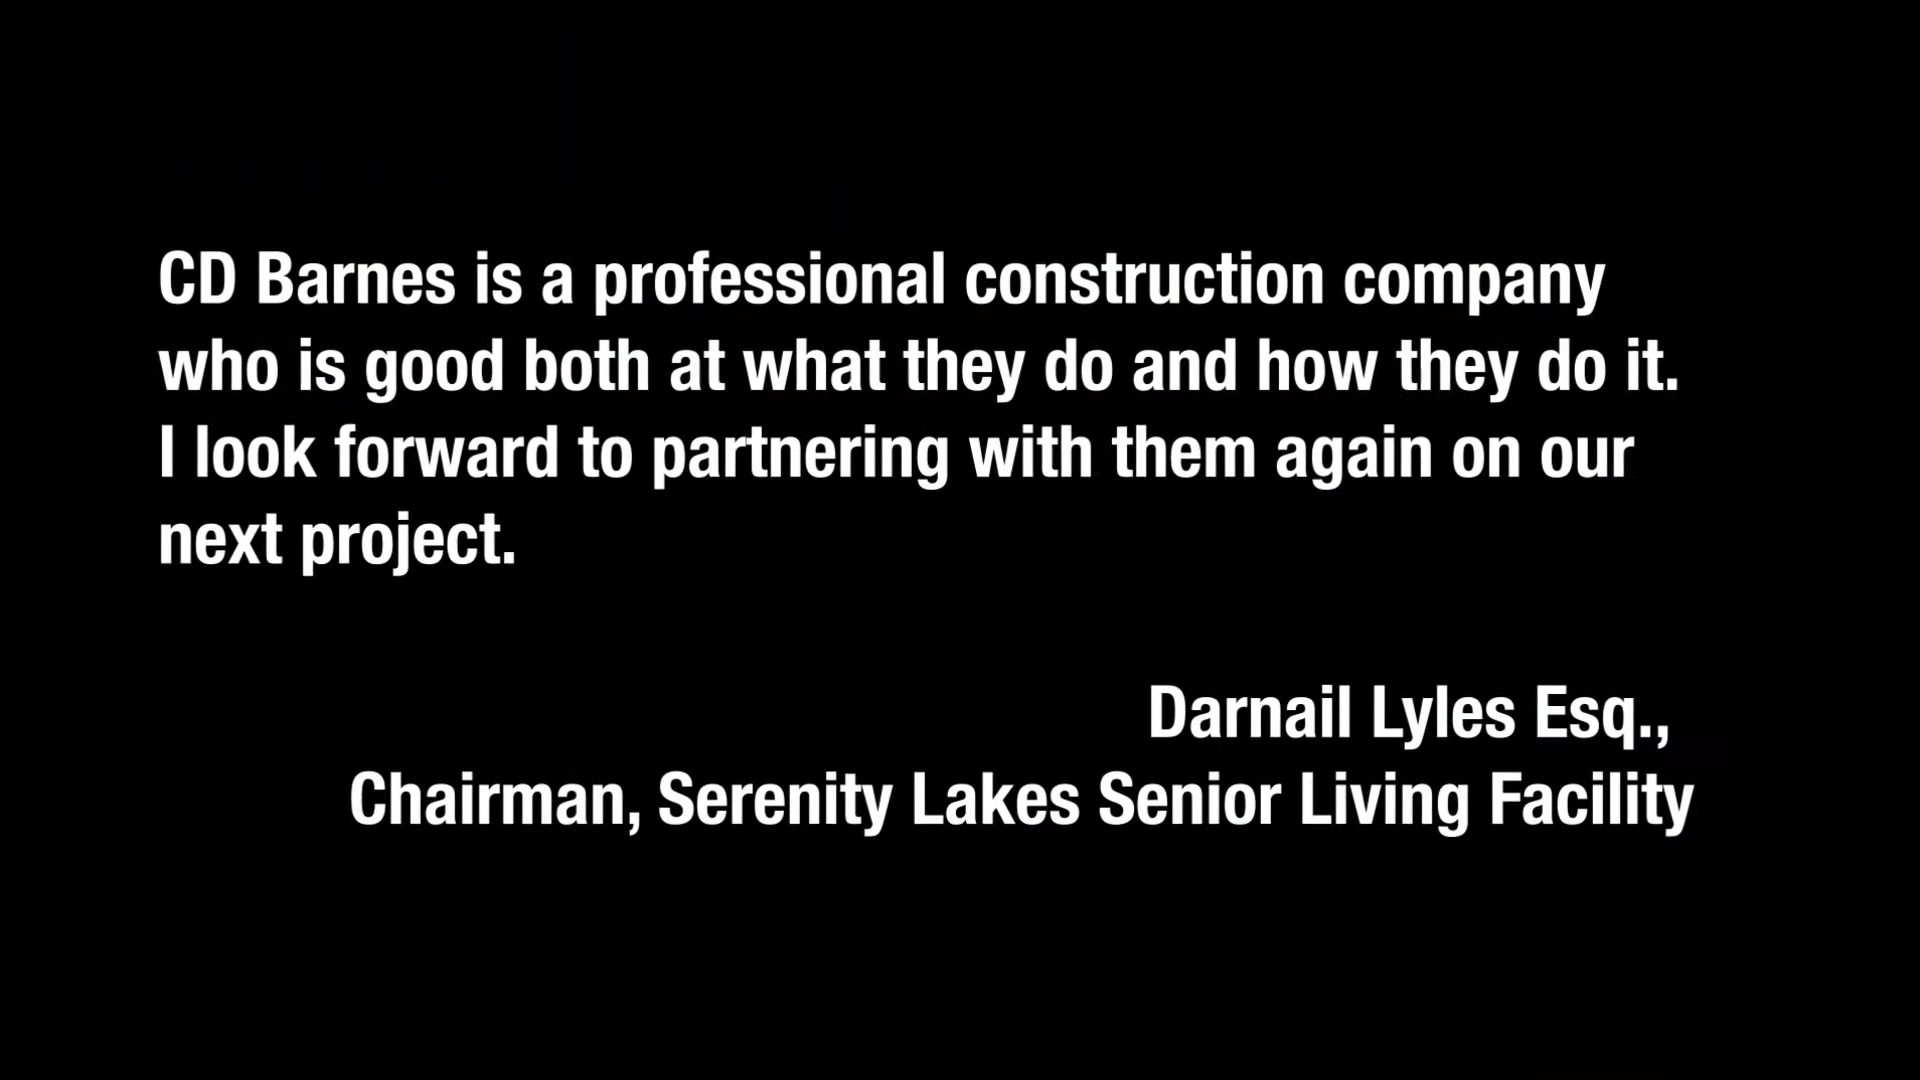 CD Barnes is a professional construction company
who is good both at what they do and how they do it.
I look forward to partnering with them again on our
next project.
Darnail Lyles Esq.,
Chairman, Serenity Lakes Senior Living Facility